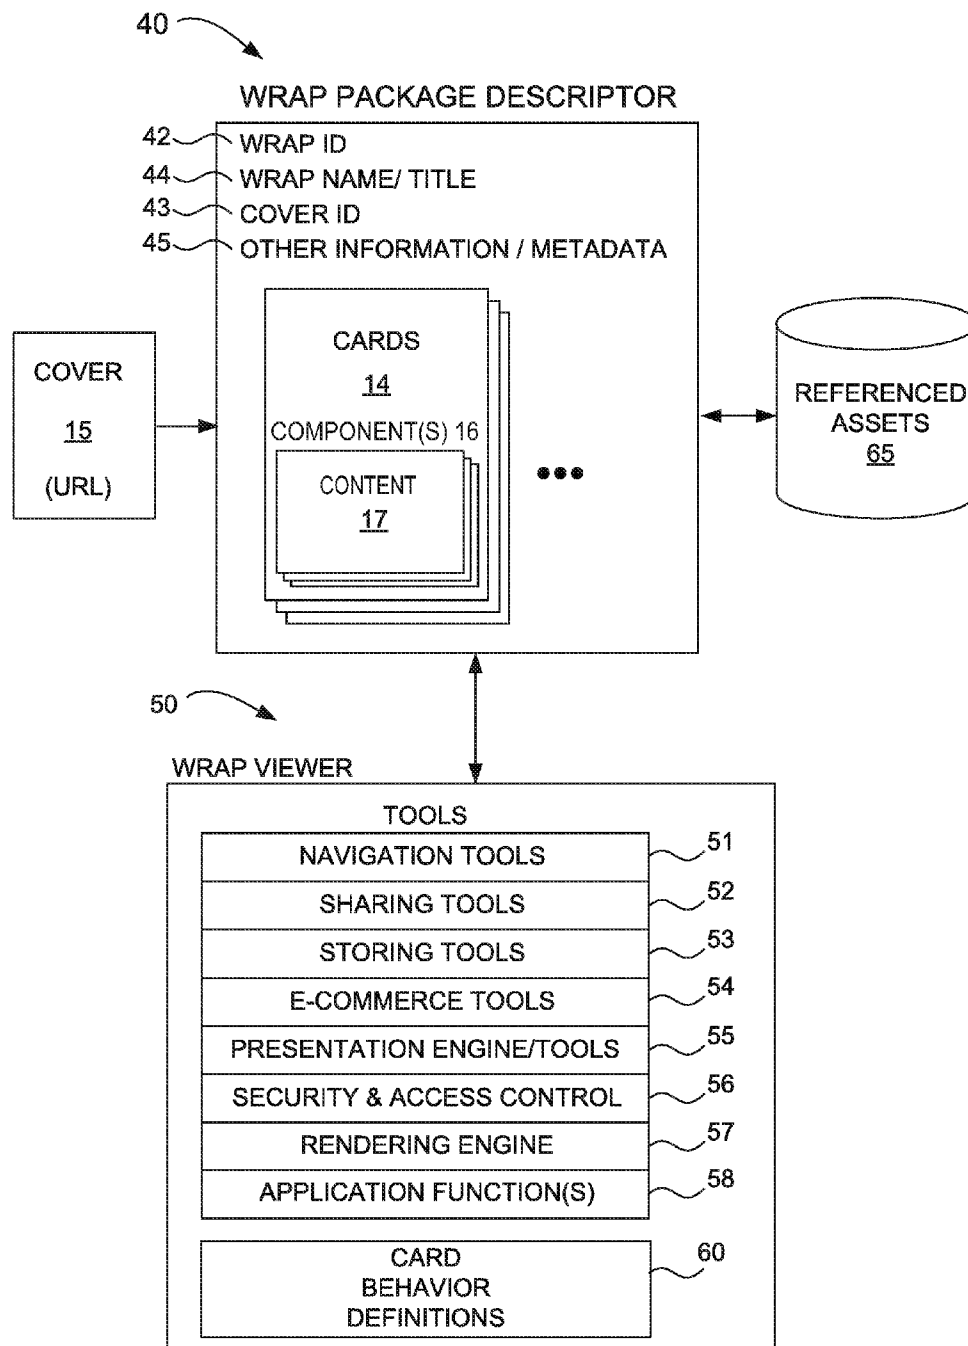 40
WRAP PACKAGE DESCRIPTOR
42 WRAP ID
44 WRAP NAME/ TITLE
43 COVER ID
45 OTHER INFORMATION / METADATA
COVER
15
(URL)
CARDS
14
COMPONENT(S) 16
CONTENT
17
REFERENCED
ASSETS
65
50
WRAP VIEWER
TOOLS
NAVIGATION TOOLS 51
SHARING TOOLS 52
STORING TOOLS 53
E-COMMERCE TOOLS 54
PRESENTATION ENGINE/TOOLS 55
SECURITY & ACCESS CONTROL 56
RENDERING ENGINE 57
APPLICATION FUNCTION(S) 58
CARD 60
BEHAVIOR
DEFINITIONS